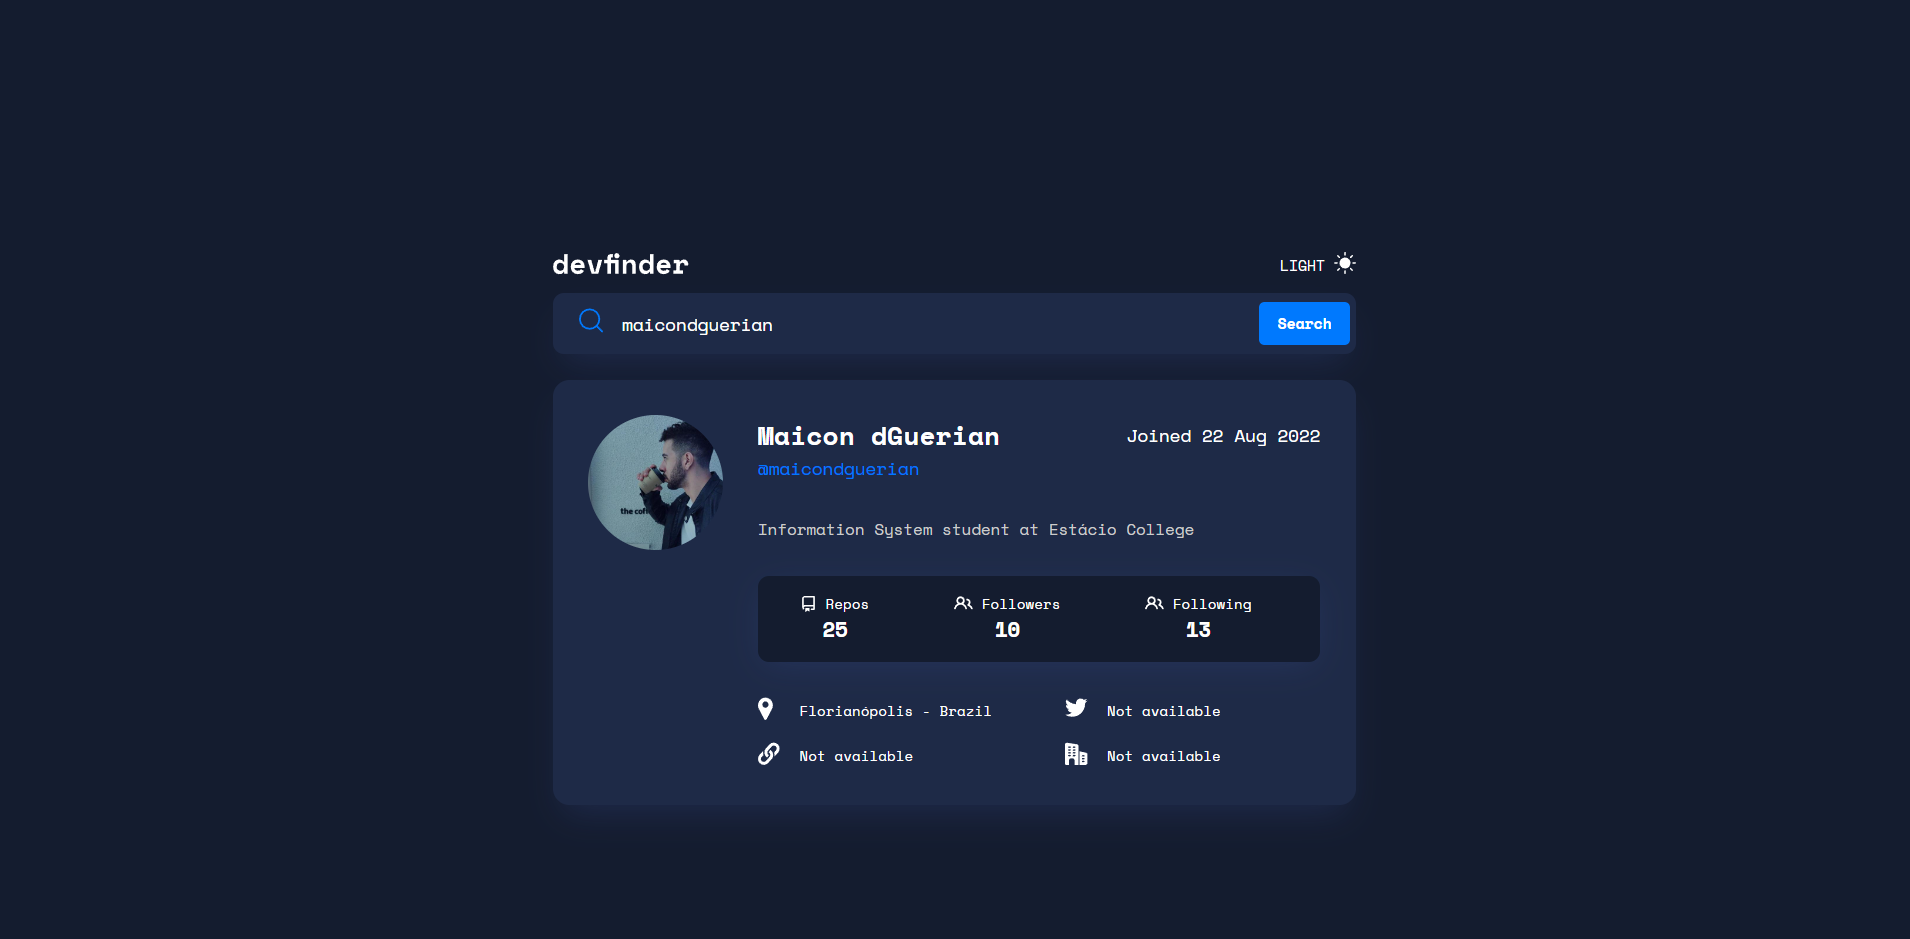 devfinder
LIGHT
maicondguerian
Search
Maicon dGuerian
Joined 22 Aug 2022
@maicondguerian
the
Information System student at Estácio College
Repos
Followers
Following
25
10
13
Florianópolis - Brazil
Not available
Not available
Not available